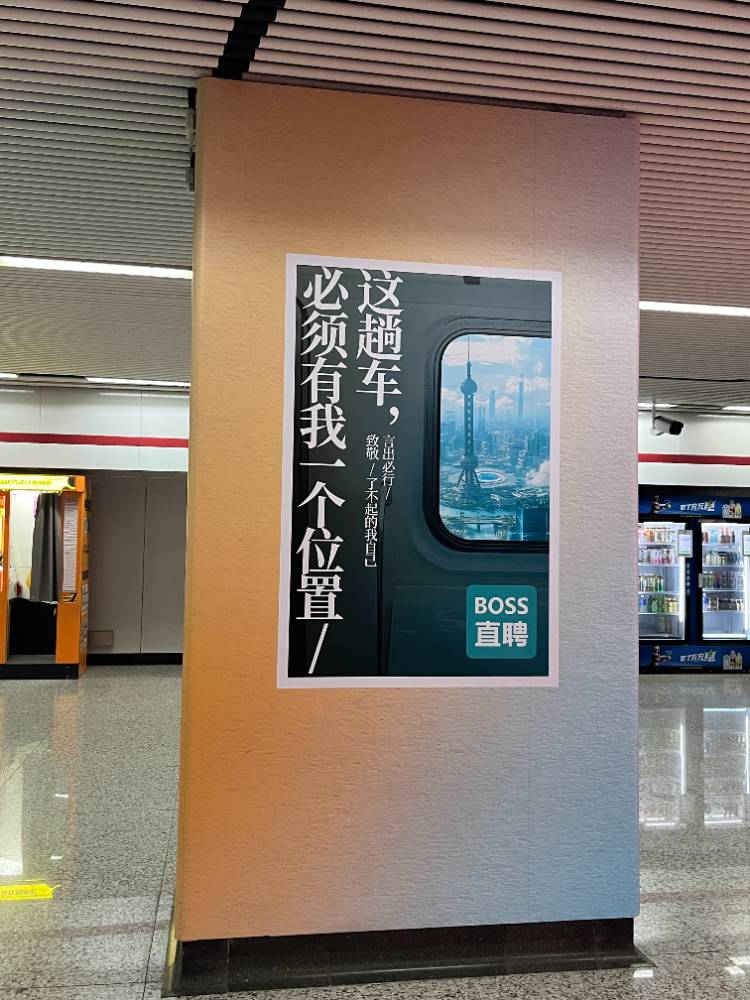 这趟车，
必须有我一个位置/
言出必行/
致敬/了不起的我自己
BOSS
直聘